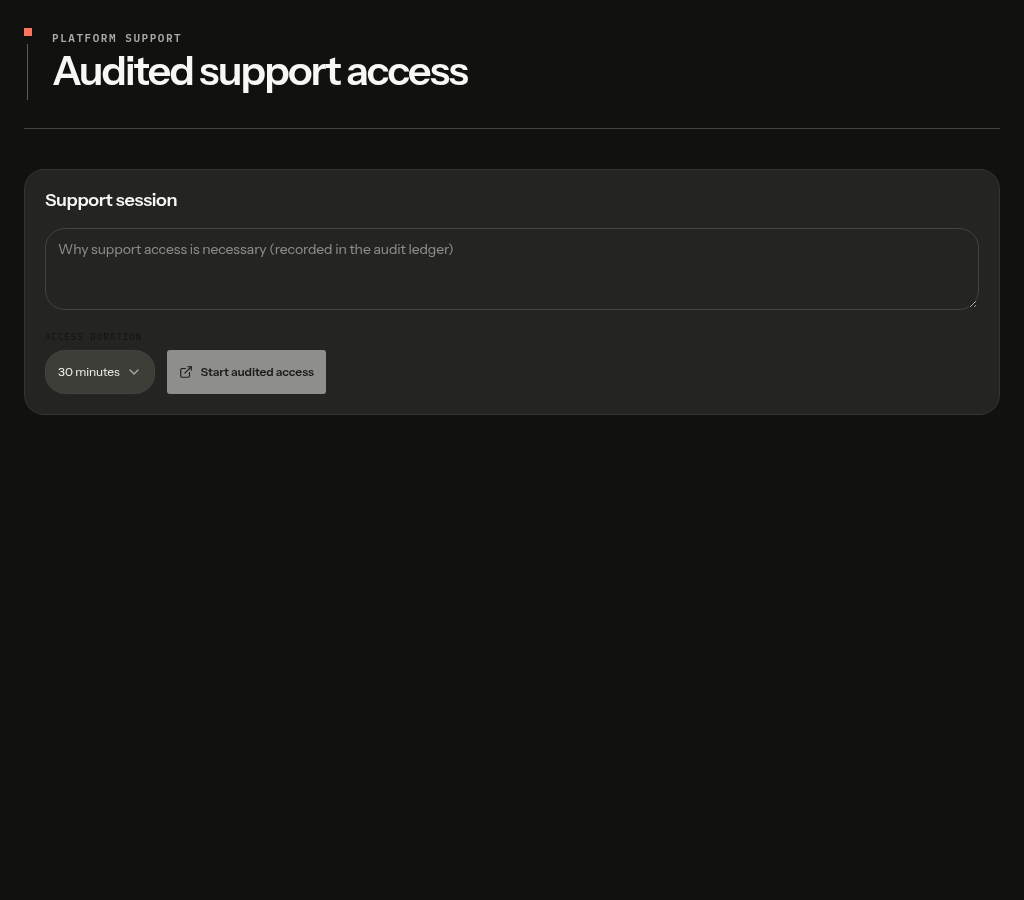 PLATFORM SUPPORT
Audited support access
Support session
Why support access is necessary (recorded in the audit ledger)
ACCESS DURATION
30 minutes
Start audited access